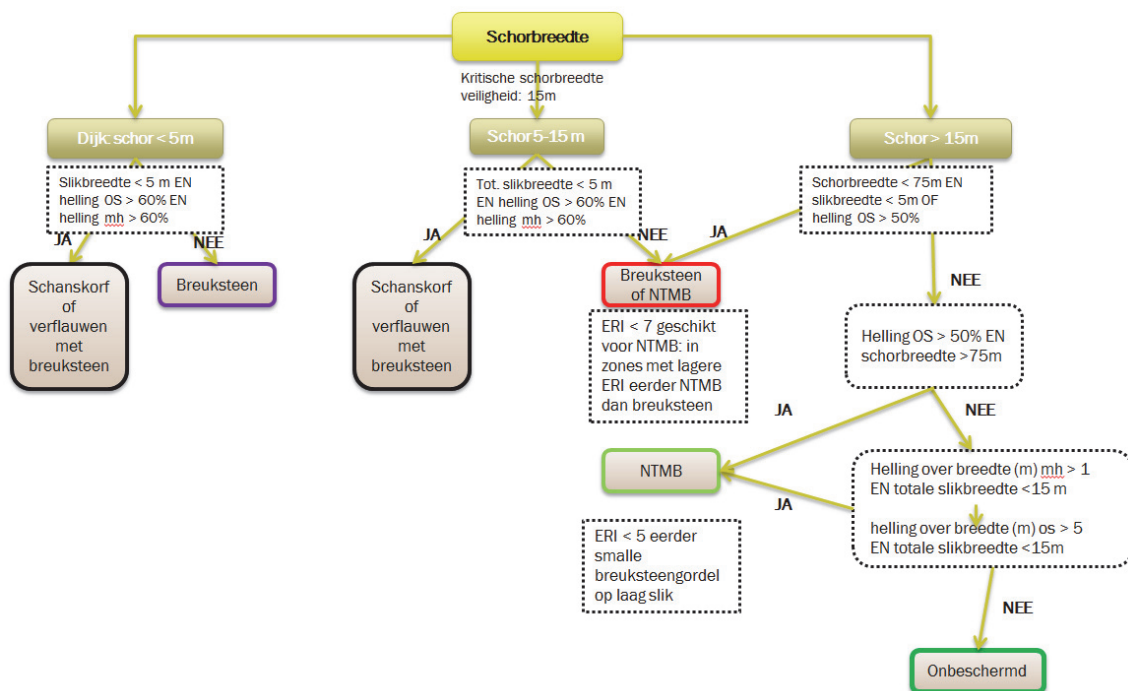 Schorbreedte
Kritische schorbreedte
veiligheid: 15m
Dijk: schor < 5m
Schor 5-15 m
Schor > 15m
Slikbreedte < 5 m EN
helling OS > 60% EN
helling mh > 60%
Tot. slikbreedte < 5 m
EN helling OS > 60% EN
helling mh > 60%
Schorbreedte < 75m EN
slikbreedte < 5m OF
helling OS > 50%
JA
NEE
JA
NEE
JA
NEE
Schanskorf
of
verflauwen
met
breuksteen
Breuksteen
Schanskorf
of
verflauwen
met
breuksteen
Breuksteen
of NTMB
ERI < 7 geschikt
voor NTMB: in
zones met lagere
ERI eerder NTMB
dan breuksteen
Helling OS > 50% EN
schorbreedte >75m
JA
NEE
NTMB
Helling over breedte (m) mh > 1
EN totale slikbreedte <15 m
helling over breedte (m) os > 5
EN totale slikbreedte <15m
JA
ERI < 5 eerder
smalle
breuksteengordel
op laag slik
NEE
Onbeschermd